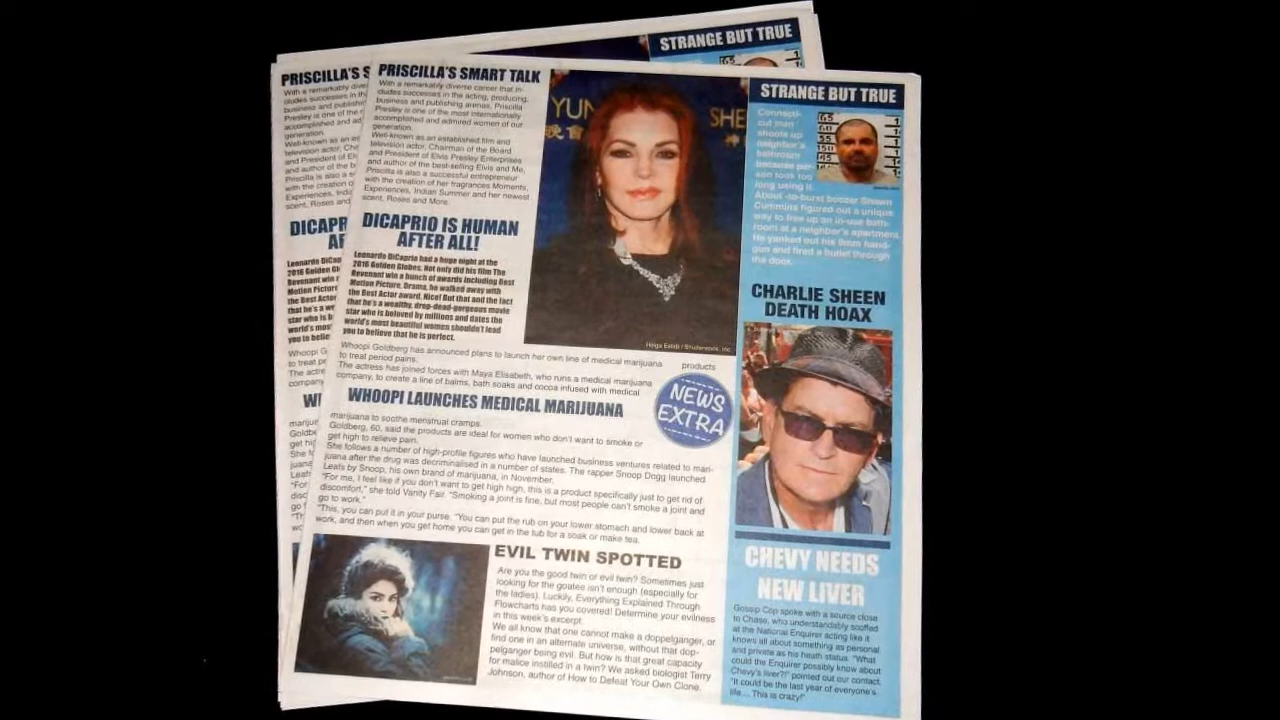 STRANGE BUT TRUE
PRISCILLA'S SMART TALK
With a remarkably diverse career that in-
cludes successes in the acting, producing,
business and publishing arenas, Priscilla
Presley is one of the most internationally
accomplished and admired women of our
generation.
Well-known as an established film and
television actor, Chairman of the Board
and President of Elvis Presley Enterprises
and author of the best-selling Elvis and Me,
Priscilla is also a successful entrepreneur
with the creation of her fragrances Moments,
Experiences, Indian Summer and her newest
scent, Roses and More.
DICAPRIO IS HUMAN
AFTER ALL!
Leonardo DiCaprio had a huge night at the
2016 Golden Globes. Not only did his film The
Revenant win a bunch of awards including Best
Motion Picture, Drama, he walked away with
the Best Actor award. Nice! But that and the fact
that he's a wealthy, drop-dead-gorgeous movie
star who is beloved by millions and dates the
world's most beautiful women shouldn't lead
you to believe that he is perfect.
YUN
SHE
晚會
Helga Esteb / Shutterstock, Inc.
Whoopi Goldberg has announced plans to launch her own line of medical marijuana products
to treat period pains.
The actress has joined forces with Maya Elisabeth, who runs a medical marijuana
company, to create a line of balms, bath soaks and cocoa infused with medical
WHOOPI LAUNCHES MEDICAL MARIJUANA
NEWS
EXTRA
marijuana to soothe menstrual cramps.
Goldberg, 60, said the products are ideal for women who don't want to smoke or
get high to relieve pain.
She follows a number of high-profile figures who have launched business ventures related to mari-
juana after the drug was decriminalised in a number of states. The rapper Snoop Dogg launched
Leafs by Snoop, his own brand of marijuana, in November.
"For me, I feel like if you don't want to get high high, this is a product specifically just to get rid of
discomfort," she told Vanity Fair. "Smoking a joint is fine, but most people can't smoke a joint and
go to work."
"This, you can put it in your purse. "You can put the rub on your lower stomach and lower back at
work, and then when you get home you can get in the tub for a soak or make tea.
EVIL TWIN SPOTTED
Are you the good twin or evil twin? Sometimes just
looking for the goatee isn't enough (especially for
the ladies). Luckily, Everything Explained Through
Flowcharts has you covered! Determine your evilness
in this week's excerpt.
We all know that one cannot make a doppelganger, or
find one in an alternate universe, without that dop-
pelganger being evil. But how is that great capacity
for malice instilled in a twin? We asked biologist Terry
Johnson, author of How to Defeat Your Own Clone.
STRANGE BUT TRUE
Connecti-
cut man
shoots up
neighbor's
bathroom
because per-
son took too
long using it.
About -to-burst boozer Shawn
Cummins figured out a unique
way to free up an in-use bath-
room at a neighbor's apartment.
He yanked out his 9mm hand-
gun and fired a bullet through
the door.
CHARLIE SHEEN
DEATH HOAX
CHEVY NEEDS
NEW LIVER
Gossip Cop spoke with a source close
to Chase, who understandably scoffed
at the National Enquirer acting like it
knows all about something as personal
and private as his heath status. "What
could the Enquirer possibly know about
Chevy's liver?!" pointed out our contact.
"It could be the last year of everyone's
life... This is crazy!"